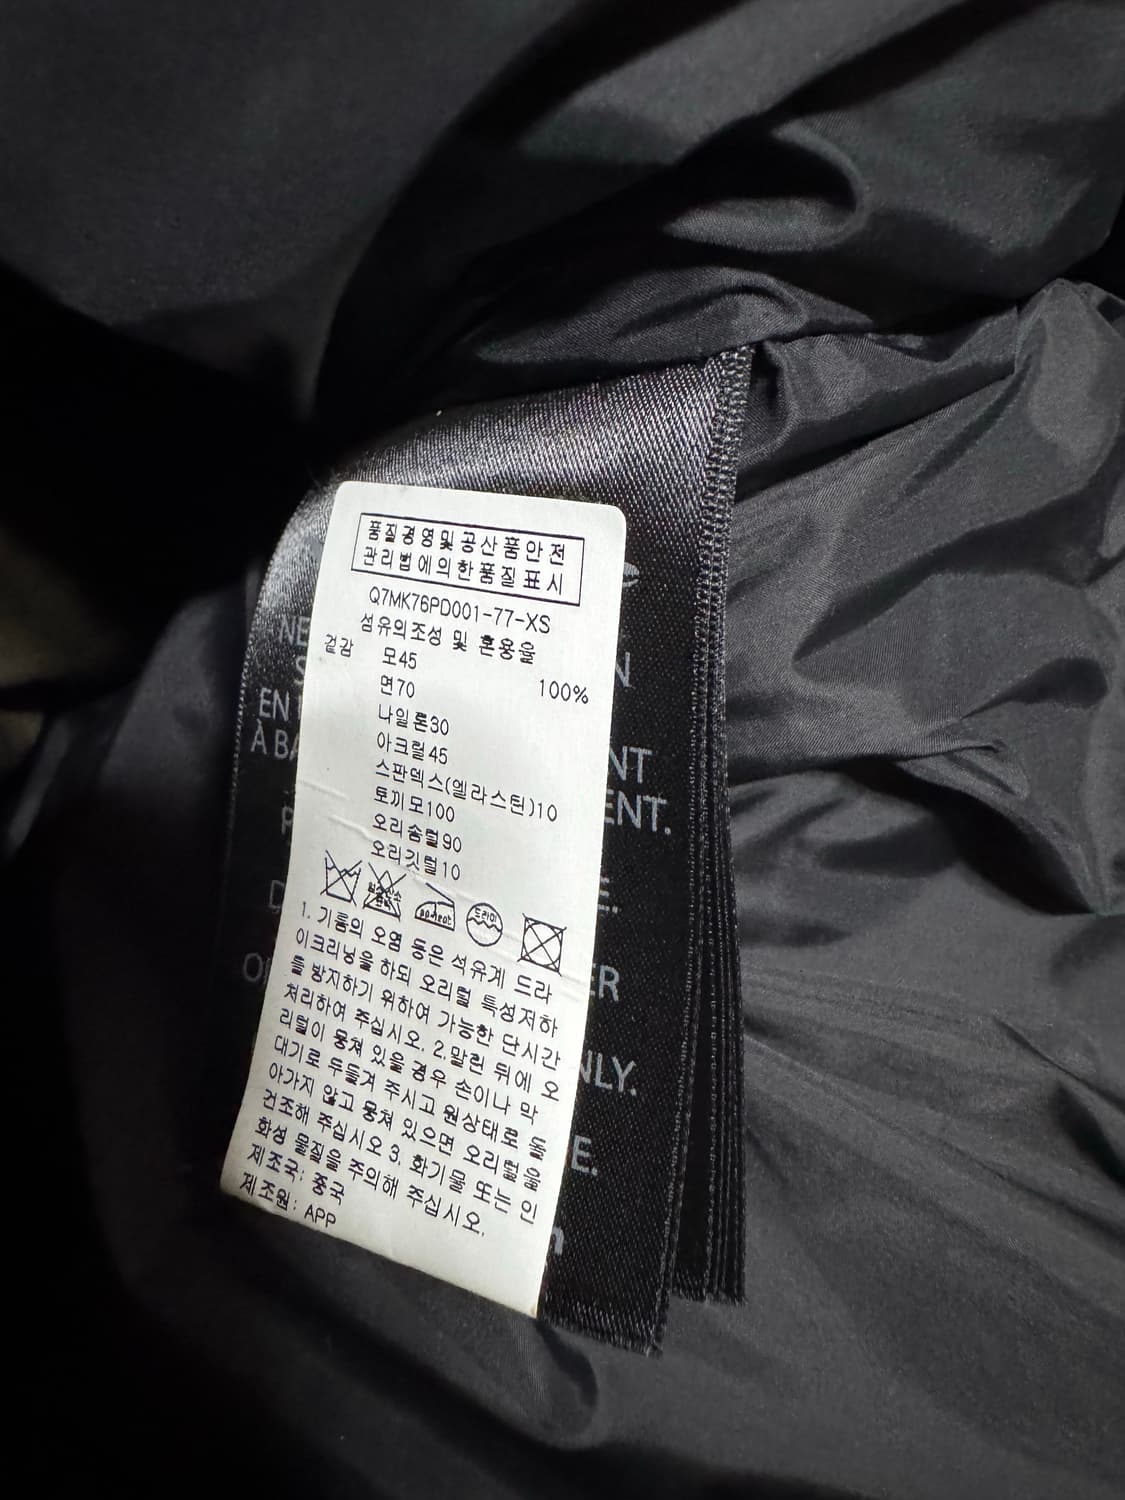 품질경영및공산품안전
관리법에의한품질표시
Q7MK76PD001-77-XS
섬유의조성 및 혼용율
겉감 모45
면70 100%
나일론30
아크릴45
스판덱스(엘라스틴)10
토끼모100
오리솜털90
오리깃털10
드라이
1. 기름의 오염 등은 석유계 드라
이크리닝을 하되 오리털 특성저하
를 방지하기 위하여 가능한 단시간
처리하여 주십시오. 2.말린 뒤에 오
리털이 뭉쳐 있을 경우 손이나 막
대기로 두들겨 주시고 원상태로 돌
아가지 않고 뭉쳐 있으면 오리털을
건조해 주십시오 3. 화기물 또는 인
화성 물질을 주의해 주십시오.
제조국: 중국
제조원: APP
EN
À BA
NT
ENT.
E.
ER
NLY.
E.